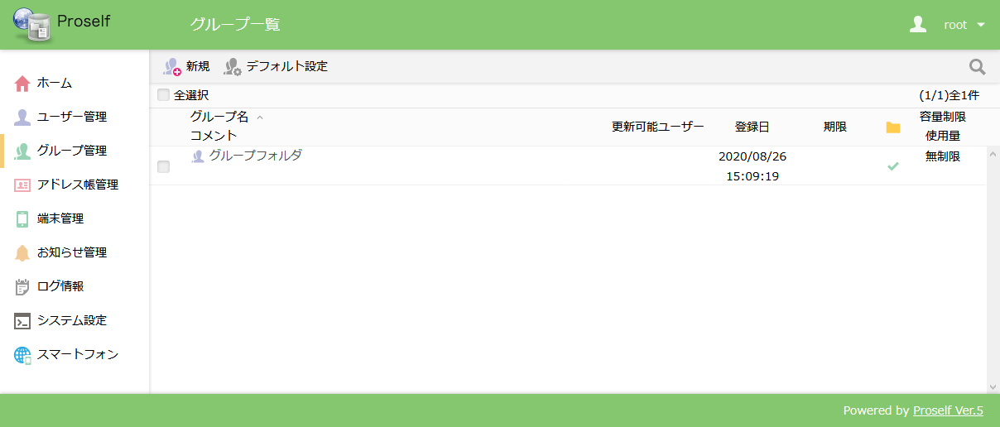 Proself
グループ一覧
root
ホーム
ユーザー管理
グループ管理
アドレス帳管理
端末管理
お知らせ管理
ログ情報
システム設定
スマートフォン
新規 デフォルト設定
全選択 (1/1)全1件
グループ名
コメント
更新可能ユーザー
登録日
期限
容量制限
使用量
グループフォルダ
2020/08/26
15:09:19
無制限
Powered by Proself Ver.5